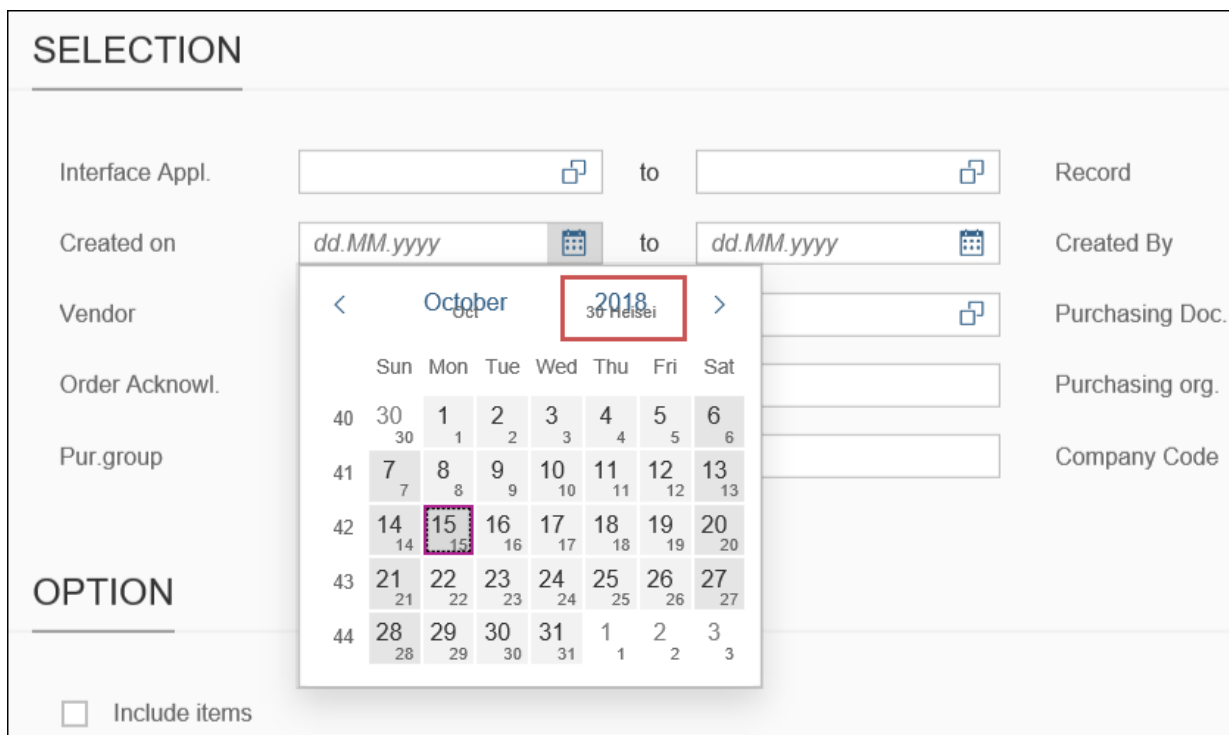 SELECTION
Interface Appl. to Record
Created on dd.MM.yyyy to dd.MM.yyyy Created By
October 2018
Oct 30 Heisei
Vendor Purchasing Doc.
Sun Mon Tue Wed Thu Fri Sat
Order Acknowl. Purchasing org.
40 30 1 2 3 4 5 6
30 1 2 3 4 5 6
Pur.group Company Code
41 7 8 9 10 11 12 13
7 8 9 10 11 12 13
42 14 15 16 17 18 19 20
14 15 16 17 18 19 20
43 21 22 23 24 25 26 27
21 22 23 24 25 26 27
OPTION
44 28 29 30 31 1 2 3
28 29 30 31 1 2 3
Include items